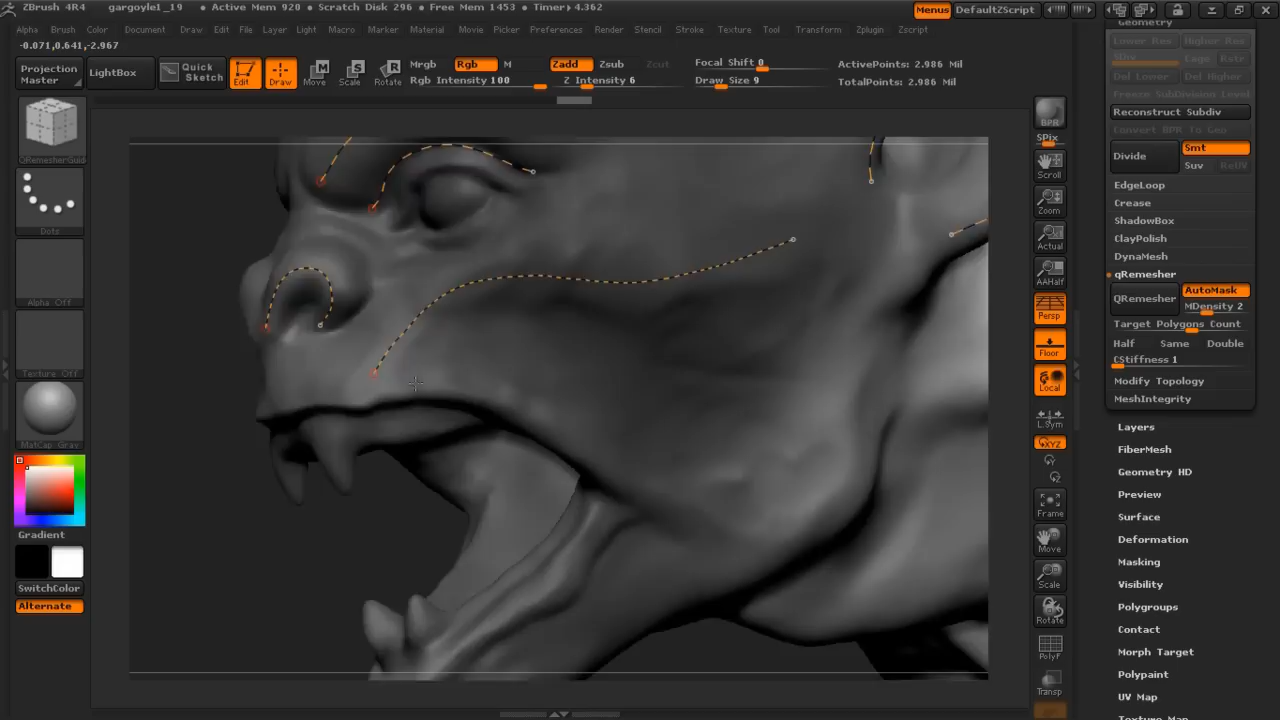 ZBrush 4R4 gargoyle1_19 • Active Mem 920 • Scratch Disk 296 • Free Mem 1453 • Timer▸4.362 Menus DefaultZScript
Alpha Brush Color Document Draw Edit File Layer Light Macro Marker Material Movie Picker Preferences Render Stencil Stroke Texture Tool Transform Zplugin Zscript
-0.071,0.641,-2.967
Projection Master
LightBox
Quick Sketch
Edit
Draw
Move
Scale
Rotate
Mrgb Rgb M
Rgb Intensity 100
Zadd Zsub Zcut
Z Intensity 6
Focal Shift 0
Draw Size 9
ActivePoints: 2.986 Mil
TotalPoints: 2.986 Mil
QRemesherGuid
Dots
Alpha Off
Texture Off
MatCap Gray
Gradient
SwitchColor
Alternate
BPR
SPix
Scroll
Zoom
Actual
AAHalf
Persp
Floor
Local
L.Sym
XYZ
Frame
Move
Scale
Rotate
PolyF
Transp
Geometry
Lower Res Higher Res
SDiv Cage Rstr
Del Lower Del Higher
Freeze SubDivision Level
Reconstruct Subdiv
Convert BPR To Geo
Divide Smt
Suv ReUV
EdgeLoop
Crease
ShadowBox
ClayPolish
DynaMesh
qRemesher
QRemesher AutoMask
MDensity 2
Target Polygons Count
Half Same Double
CStiffness 1
Modify Topology
MeshIntegrity
Layers
FiberMesh
Geometry HD
Preview
Surface
Deformation
Masking
Visibility
Polygroups
Contact
Morph Target
Polypaint
UV Map
Texture Map